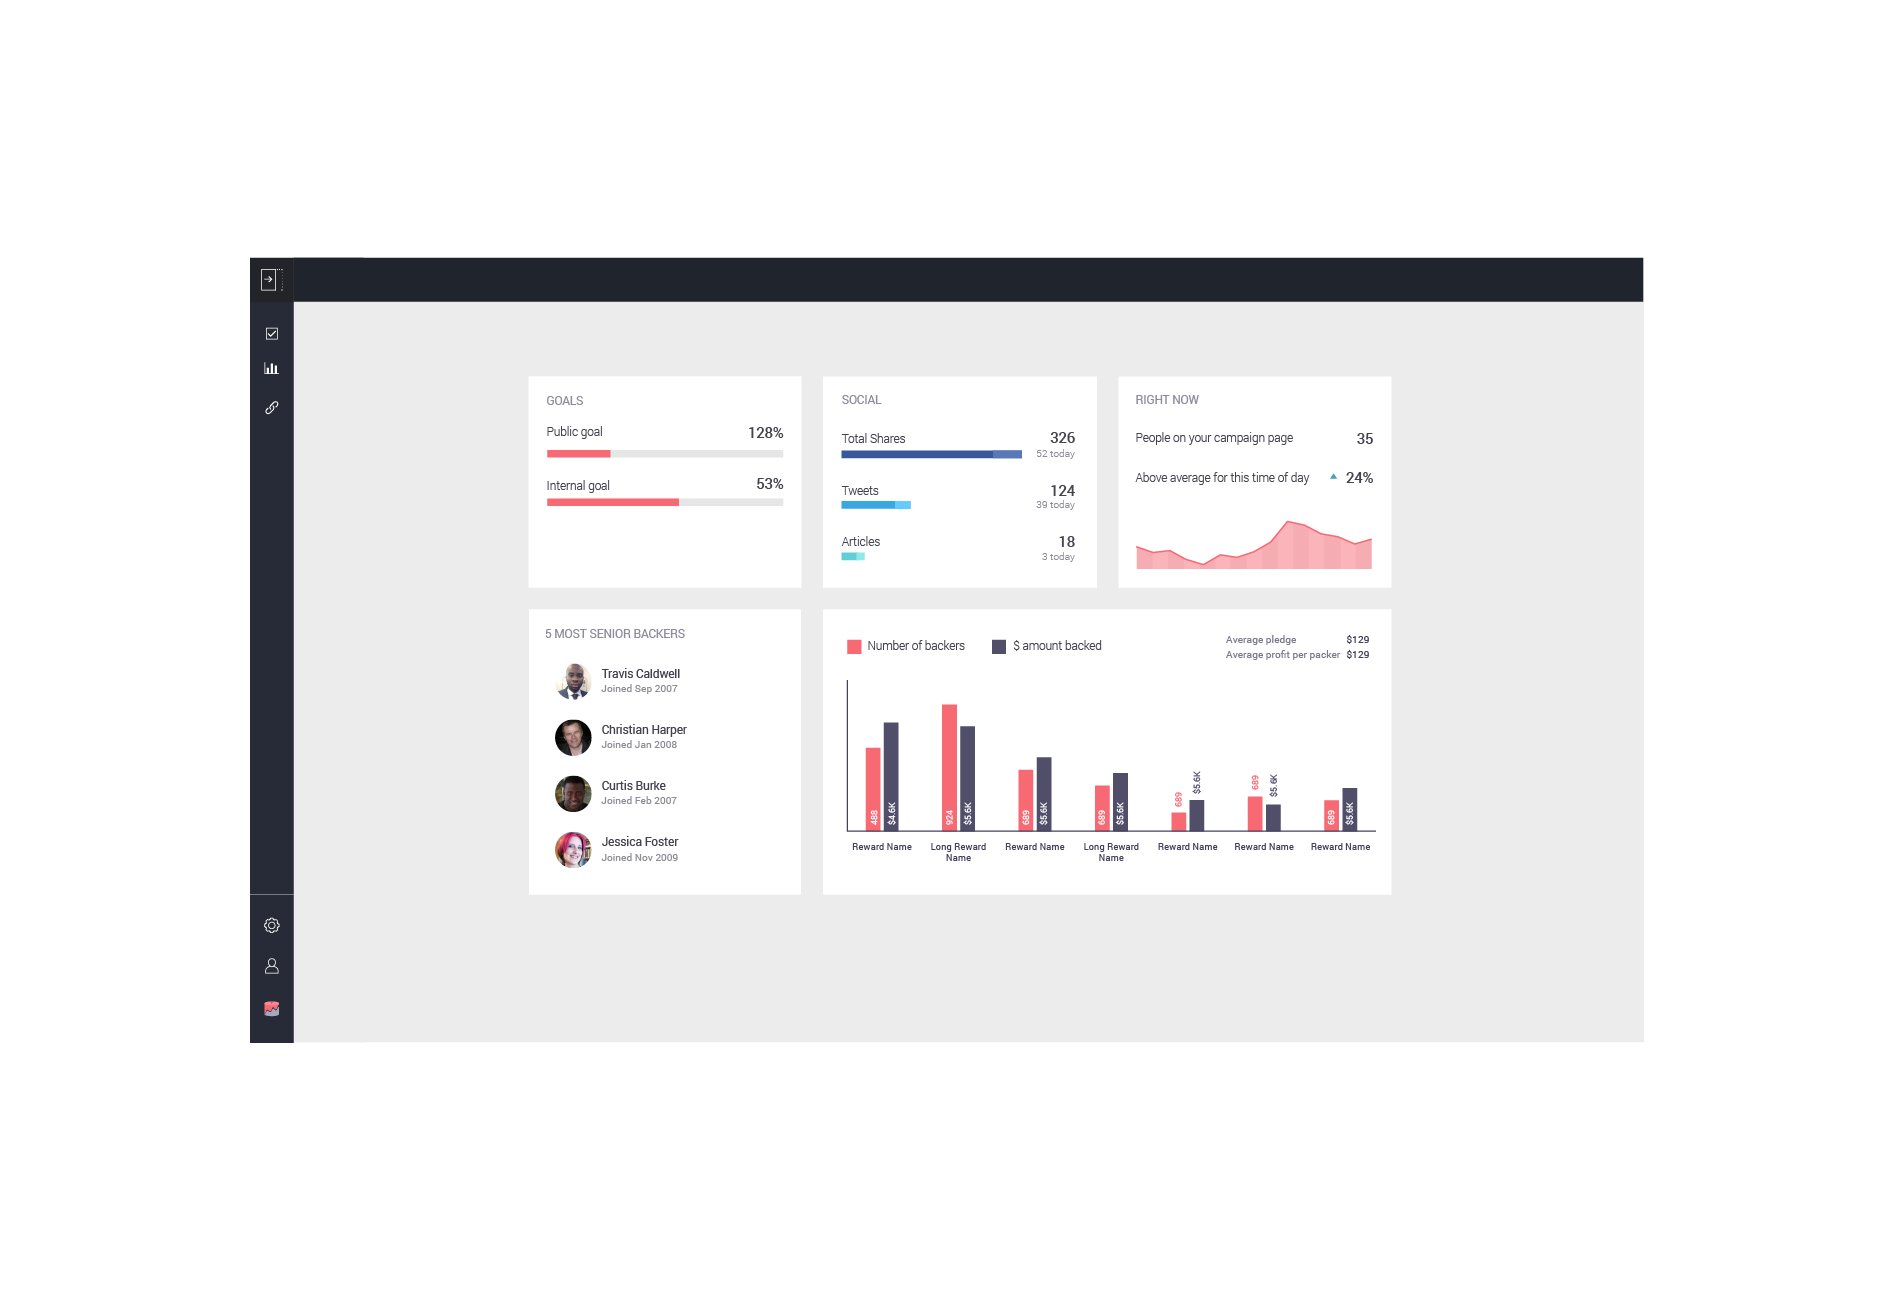 GOALS
Public goal 128%
Internal goal 53%
SOCIAL
Total Shares 326
52 today
Tweets 124
39 today
Articles 18
3 today
RIGHT NOW
People on your campaign page 35
Above average for this time of day 24%
5 MOST SENIOR BACKERS
Travis Caldwell
Joined Sep 2007
Christian Harper
Joined Jan 2008
Curtis Burke
Joined Feb 2007
Jessica Foster
Joined Nov 2009
Number of backers $ amount backed
Average pledge $129
Average profit per packer $129
488 $4.6K 924 $5.6K 689 $5.6K 689 $5.6K 689 $5.6K 689 $5.6K 689 $5.6K
Reward Name Long Reward Reward Name Long Reward Reward Name Reward Name Reward Name
Name Name